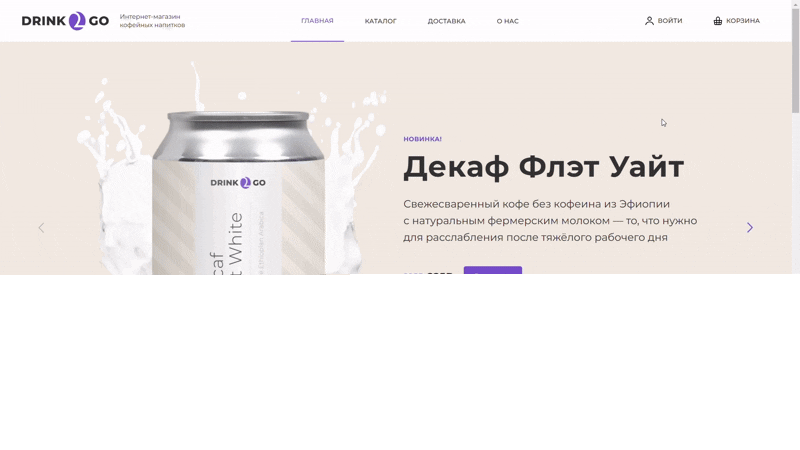 DRINK 2 GO
Интернет-магазин
кофейных напитков
ГЛАВНАЯ
КАТАЛОГ
ДОСТАВКА
О НАС
ВОЙТИ
КОРЗИНА
НОВИНКА!
Декаф Флэт Уайт
Свежесваренный кофе без кофеина из Эфиопии
с натуральным фермерским молоком — то, что нужно
для расслабления после тяжёлого рабочего дня
DRINK 2 GO
t White
Ethiopian Arabica